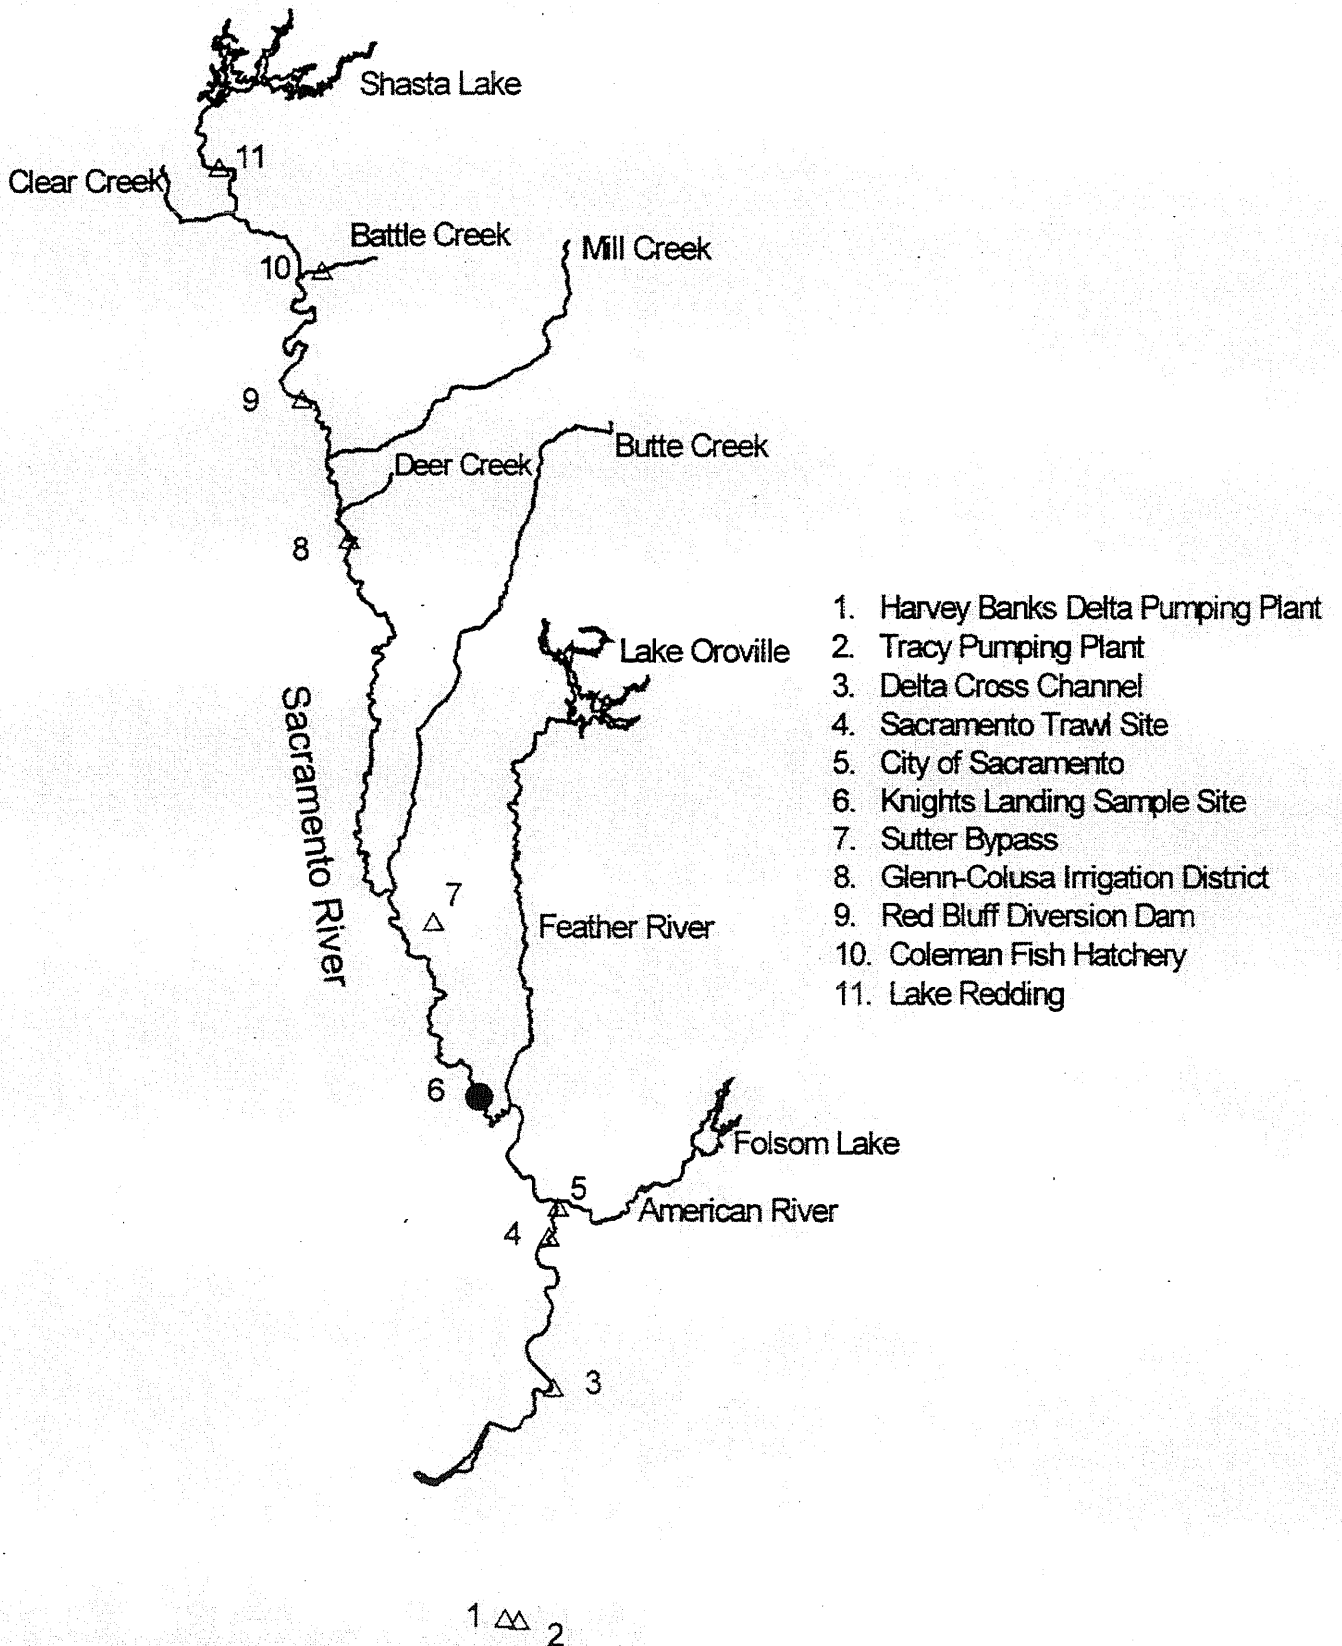 Shasta Lake
11
Clear Creek
Battle Creek
10
Mill Creek
9
Butte Creek
Deer Creek
8
Lake Oroville
Sacramento River
7
Feather River
6
Folsom Lake
5
American River
4
3
1
2
1. Harvey Banks Delta Pumping Plant
2. Tracy Pumping Plant
3. Delta Cross Channel
4. Sacramento Trawl Site
5. City of Sacramento
6. Knights Landing Sample Site
7. Sutter Bypass
8. Glenn-Colusa Irrigation District
9. Red Bluff Diversion Dam
10. Coleman Fish Hatchery
11. Lake Redding